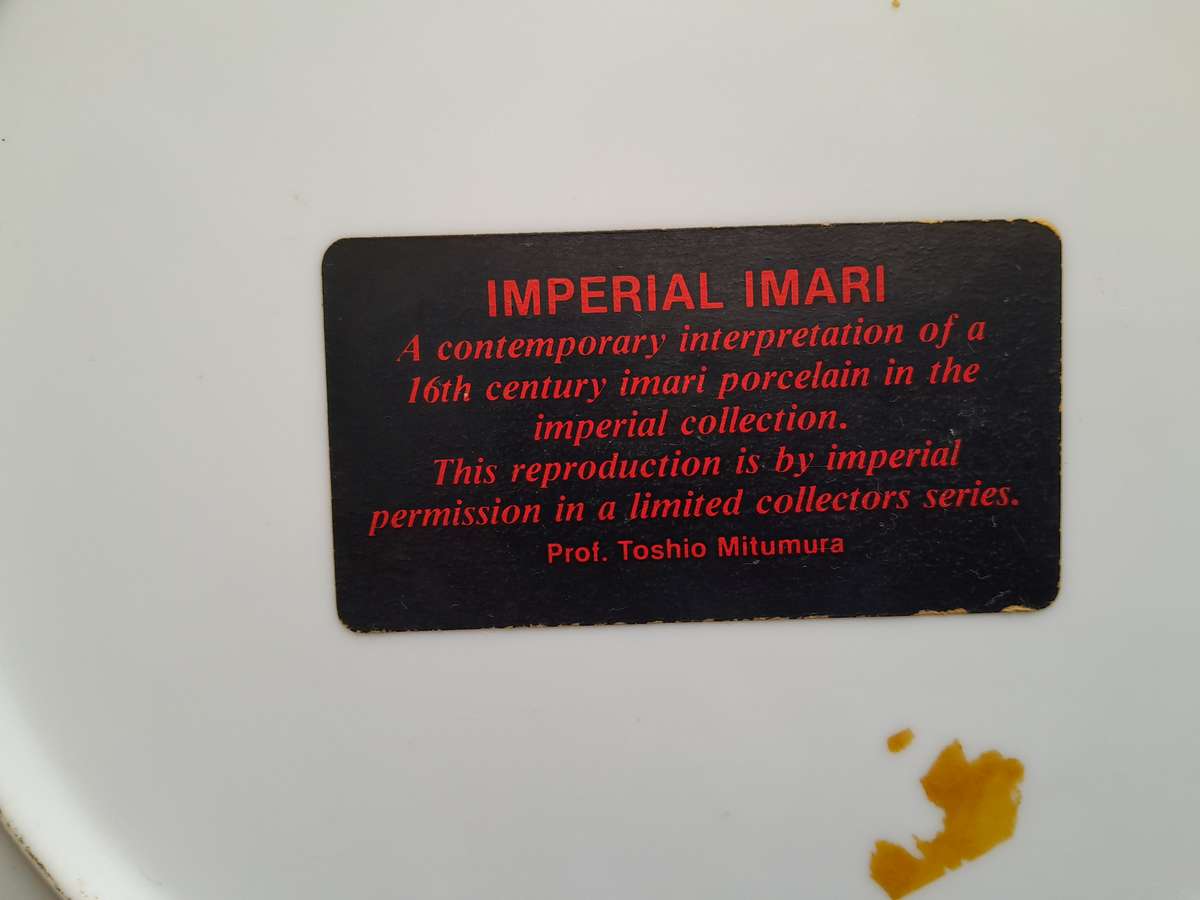 IMPERIAL IMARI
A contemporary interpretation of a
16th century imari porcelain in the
imperial collection.
This reproduction is by imperial
permission in a limited collectors series.
Prof. Toshio Mitumura